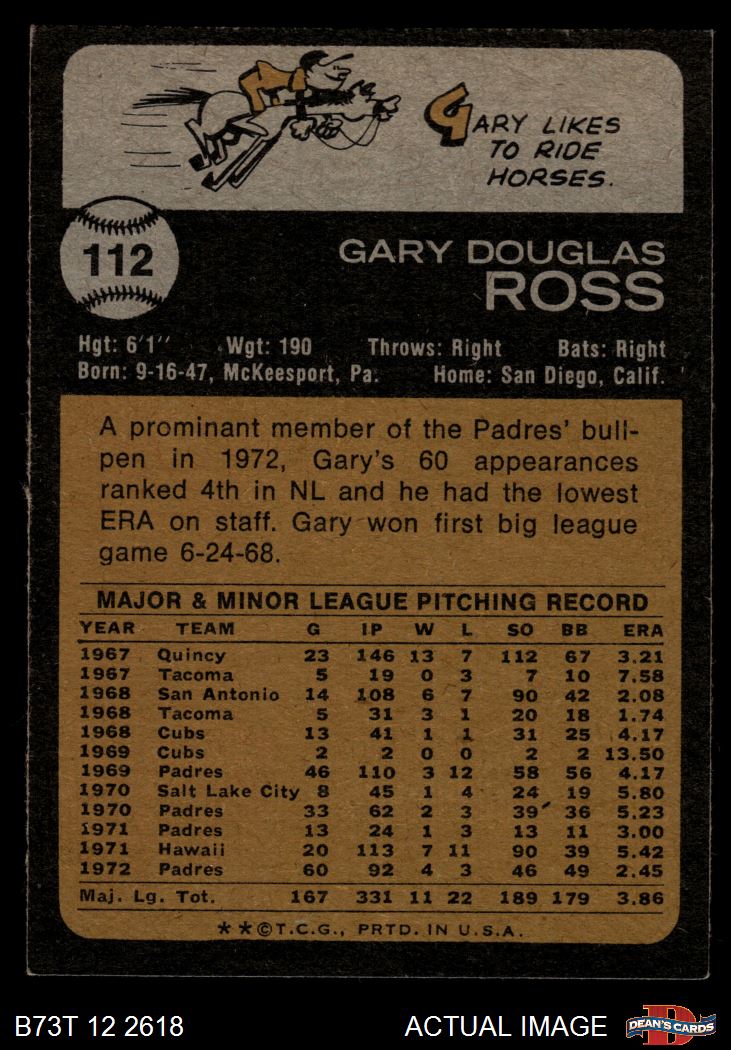 GARY LIKES
TO RIDE
HORSES.
112
GARY DOUGLAS
ROSS
Hgt: 6'1" Wgt: 190 Throws: Right Bats: Right
Born: 9-16-47, McKeesport, Pa. Home: San Diego, Calif.
A prominant member of the Padres' bull-
pen in 1972, Gary's 60 appearances
ranked 4th in NL and he had the lowest
ERA on staff. Gary won first big league
game 6-24-68.
MAJOR & MINOR LEAGUE PITCHING RECORD
YEAR TEAM G IP W L SO BB ERA
1967 Quincy 23 146 13 7 112 67 3.21
1967 Tacoma 5 19 0 3 7 10 7.58
1968 San Antonio 14 108 6 7 90 42 2.08
1968 Tacoma 5 31 3 1 20 18 1.74
1968 Cubs 13 41 1 1 31 25 4.17
1969 Cubs 2 2 0 0 2 2 13.50
1969 Padres 46 110 3 12 58 56 4.17
1970 Salt Lake City 8 45 1 4 24 19 5.80
1970 Padres 33 62 2 3 39 36 5.23
1971 Padres 13 24 1 3 13 11 3.00
1971 Hawaii 20 113 7 11 90 39 5.42
1972 Padres 60 92 4 3 46 49 2.45
Maj. Lg. Tot. 167 331 11 22 189 179 3.86
**©T.C.G., PRTD. IN U.S.A.
B73T 12 2618 ACTUAL IMAGE D DEAN'S CARDS